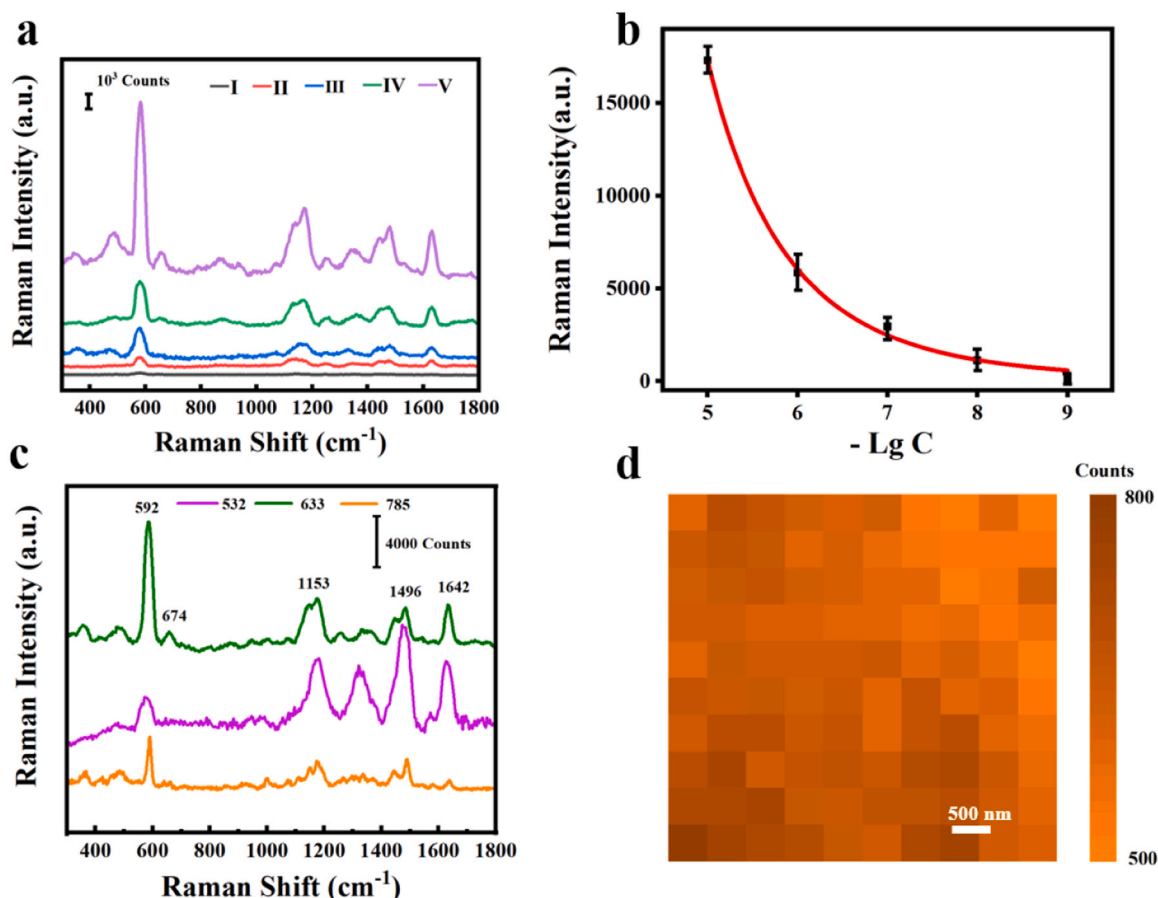 a
10³ Counts
I II III IV V
Raman Intensity (a.u.)
400 600 800 1000 1200 1400 1600 1800
Raman Shift (cm⁻¹)
b
15000
10000
5000
0
Raman Intensity(a.u.)
5 6 7 8 9
- Lg C
c
532 633 785
592
4000 Counts
674
1153
1496
1642
Raman Intensity (a.u.)
400 600 800 1000 1200 1400 1600 1800
Raman Shift (cm⁻¹)
d
Counts
800
500 nm
500